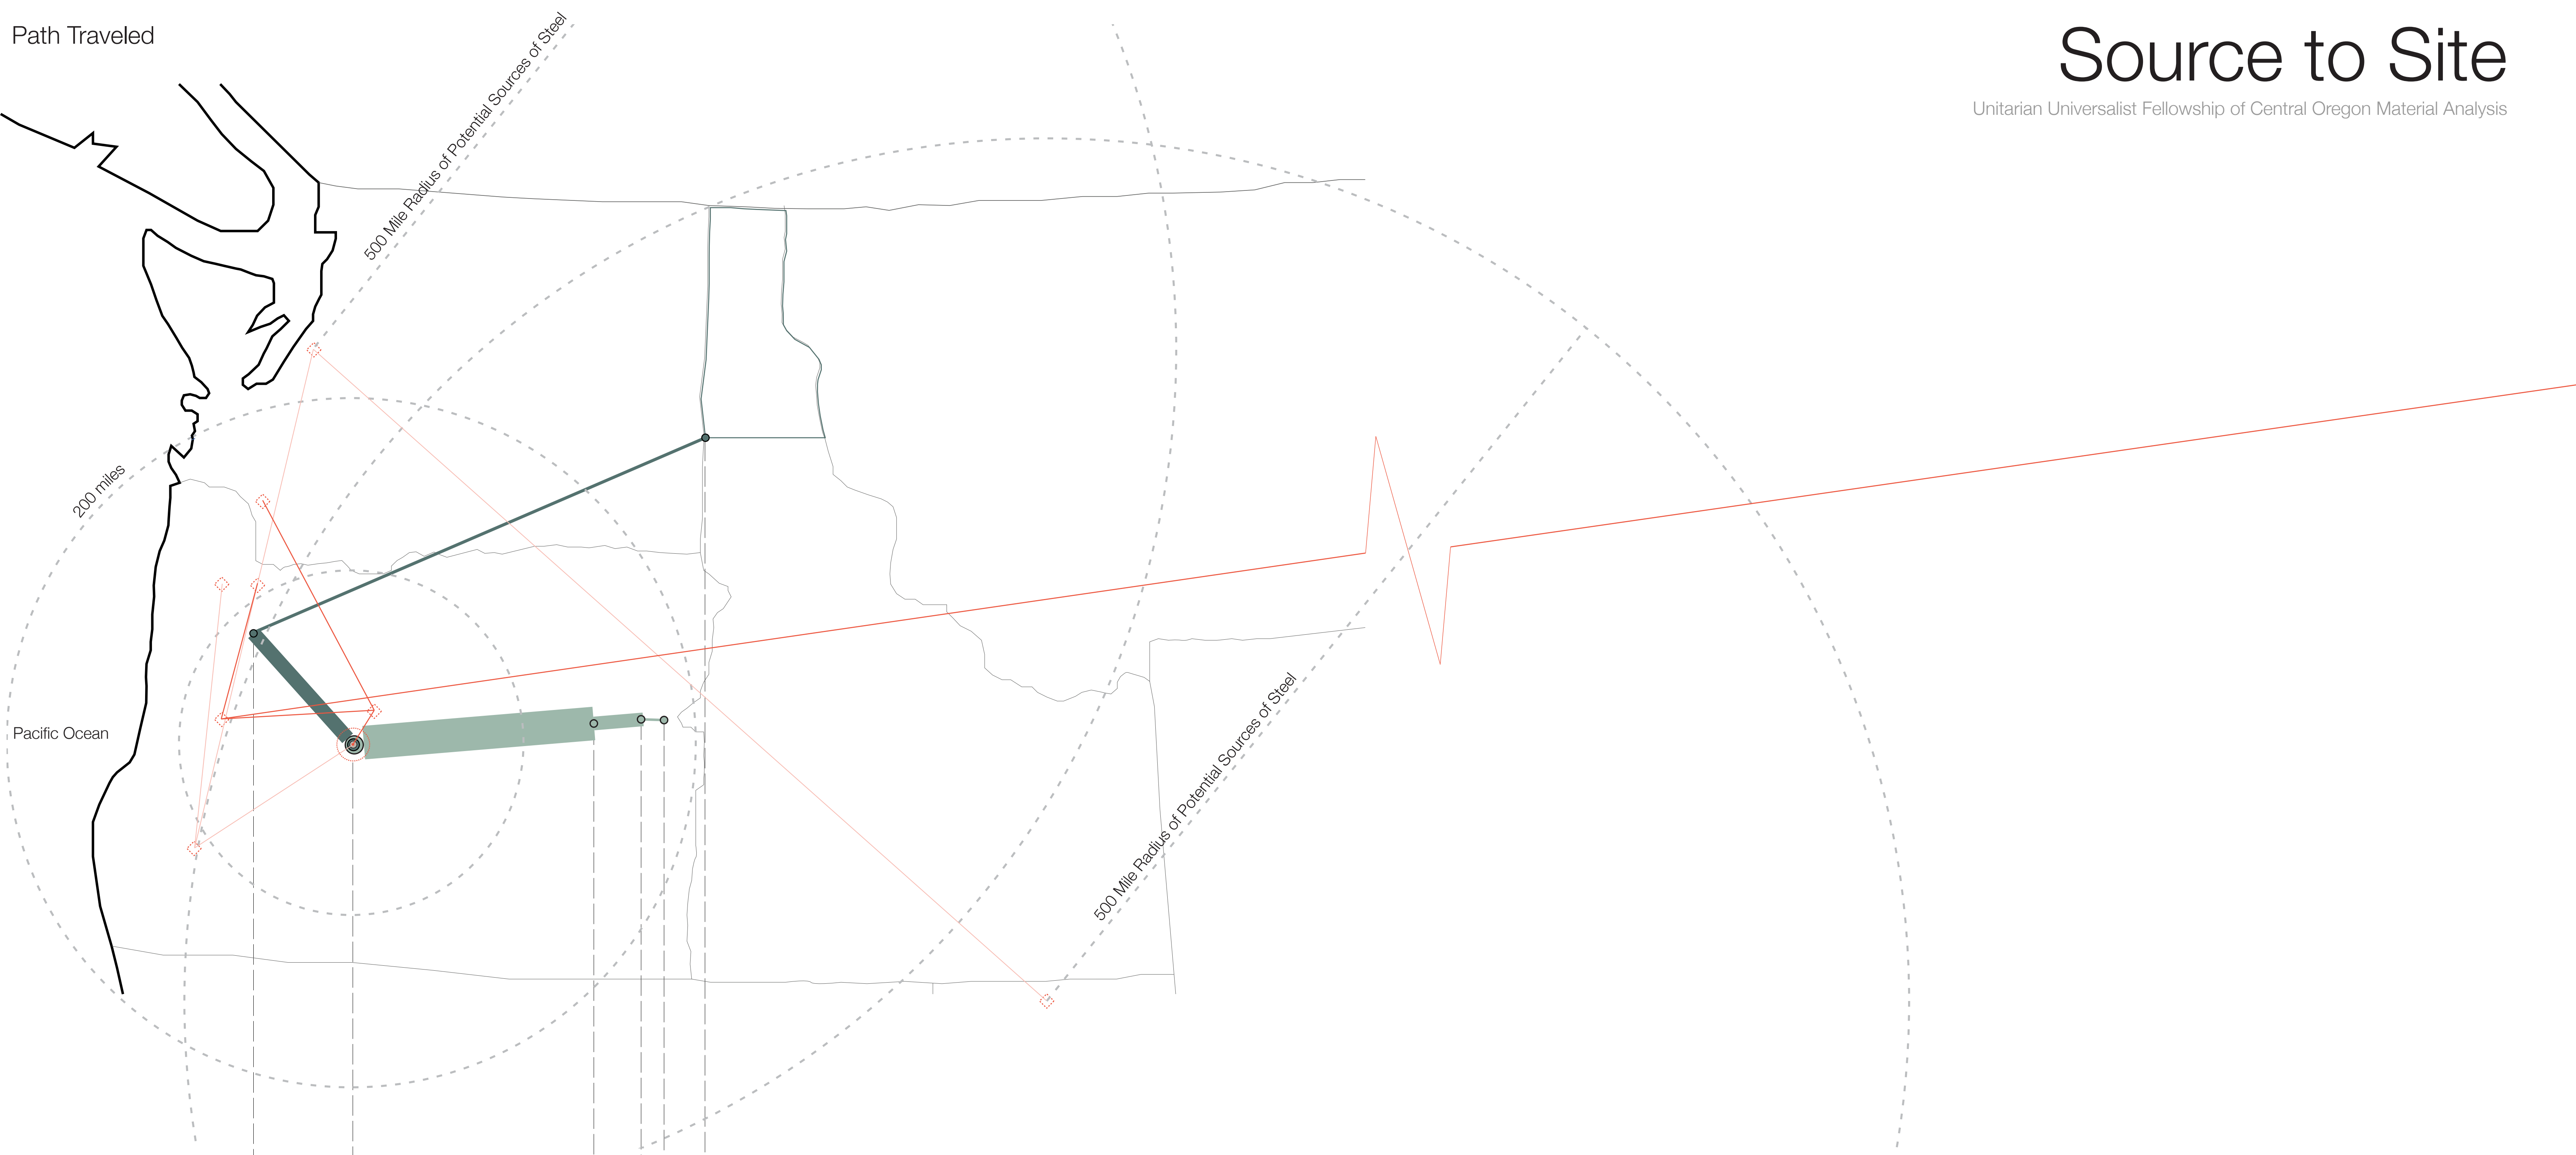 Path Traveled
Source to Site
Unitarian Universalist Fellowship of Central Oregon Material Analysis
500 Mile Radius of Potential Sources of Steel
200 miles
Pacific Ocean
500 Mile Radius of Potential Sources of Steel